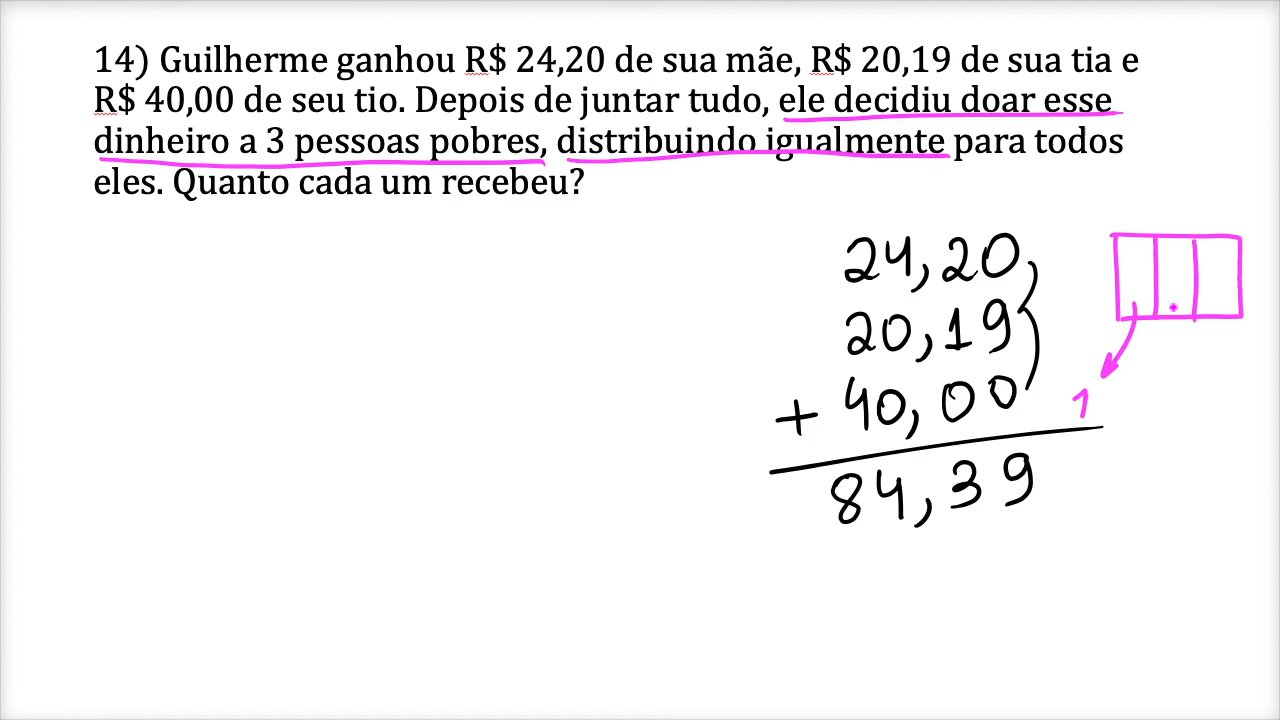 14) Guilherme ganhou R$ 24,20 de sua mãe, R$ 20,19 de sua tia e
R$ 40,00 de seu tio. Depois de juntar tudo, ele decidiu doar esse
dinheiro a 3 pessoas pobres, distribuindo igualmente para todos
eles. Quanto cada um recebeu?
24,20
20,19
+ 40,00
1
84,39